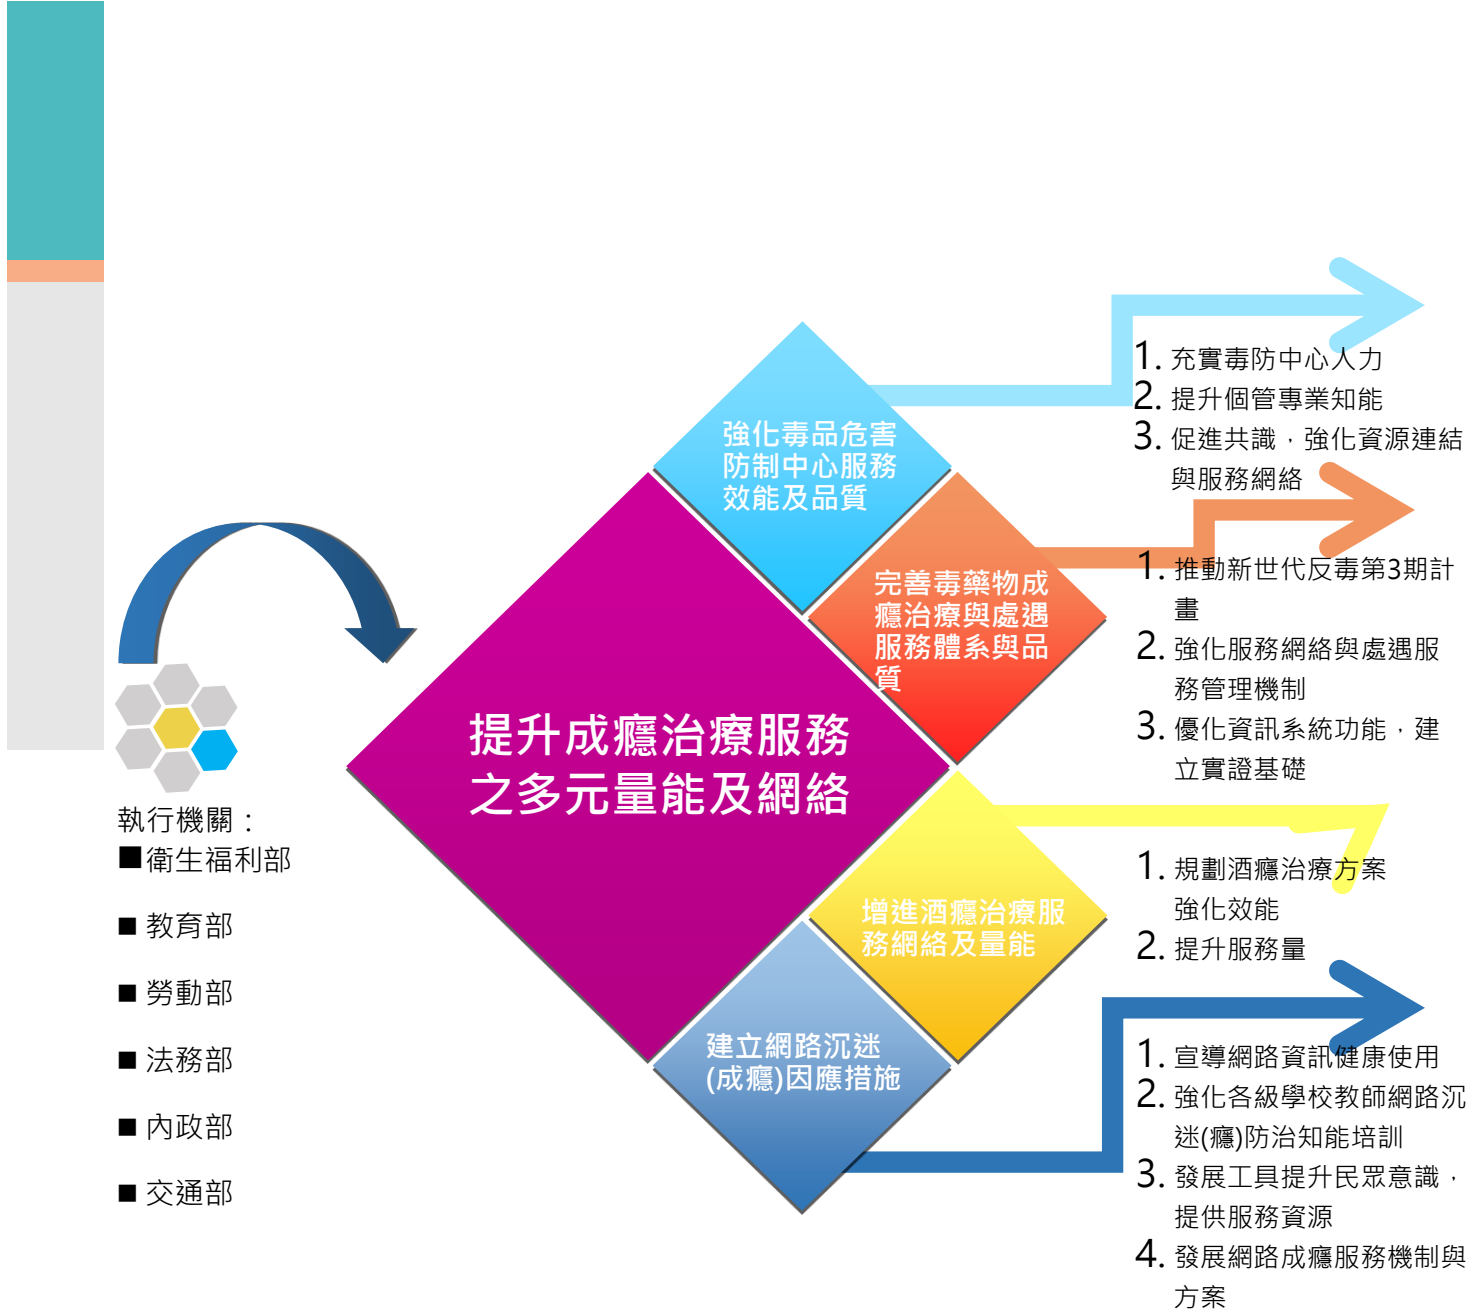 執行機關：
■衛生福利部
■ 教育部
■ 勞動部
■ 法務部
■ 內政部
■ 交通部
提升成癮治療服務
之多元量能及網絡
強化毒品危害
防制中心服務
效能及品質
1. 充實毒防中心人力
2. 提升個管專業知能
3. 促進共識，強化資源連結
與服務網絡
完善毒藥物成
癮治療與處遇
服務體系與品
質
1. 推動新世代反毒第3期計
畫
2. 強化服務網絡與處遇服
務管理機制
3. 優化資訊系統功能，建
立實證基礎
增進酒癮治療服
務網絡及量能
1. 規劃酒癮治療方案
強化效能
2. 提升服務量
建立網路沉迷
(成癮)因應措施
1. 宣導網路資訊健康使用
2. 強化各級學校教師網路沉
迷(癮)防治知能培訓
3. 發展工具提升民眾意識，
提供服務資源
4. 發展網路成癮服務機制與
方案